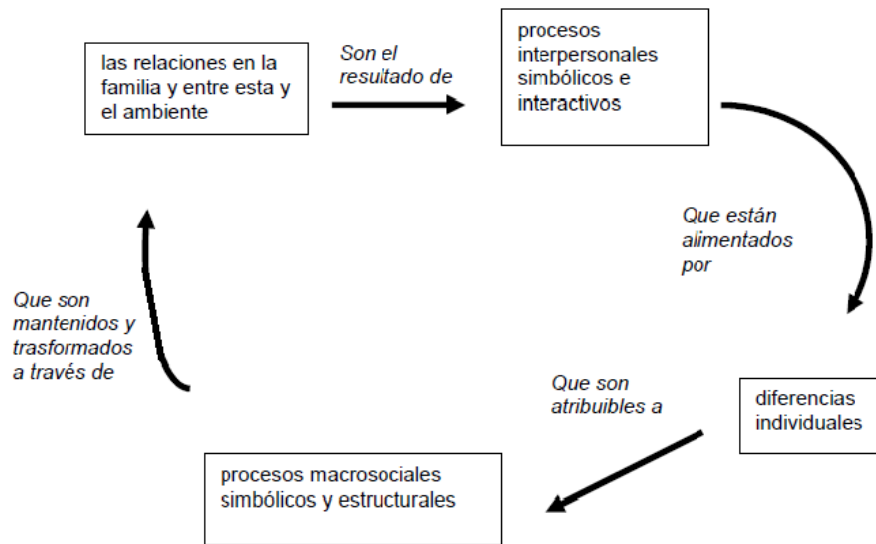 las relaciones en la
familia y entre esta y
el ambiente
Son el
resultado de
procesos
interpersonales
simbólicos e
interactivos
Que están
alimentados
por
diferencias
individuales
Que son
atribuibles a
procesos macrosociales
simbólicos y estructurales
Que son
mantenidos y
trasformados
a través de